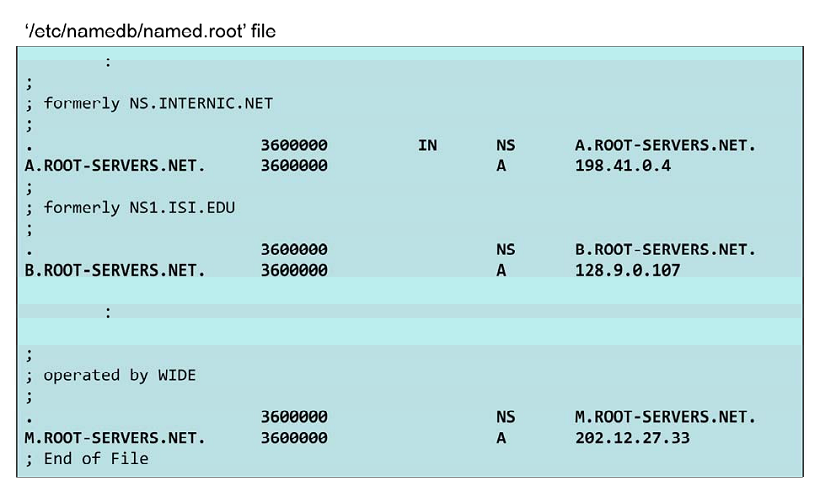 ‘/etc/namedb/named.root’ file
:
;
; formerly NS.INTERNIC.NET
;
. 3600000 IN NS A.ROOT-SERVERS.NET.
A.ROOT-SERVERS.NET. 3600000 A 198.41.0.4
;
; formerly NS1.ISI.EDU
;
. 3600000 NS B.ROOT-SERVERS.NET.
B.ROOT-SERVERS.NET. 3600000 A 128.9.0.107
:
;
; operated by WIDE
;
. 3600000 NS M.ROOT-SERVERS.NET.
M.ROOT-SERVERS.NET. 3600000 A 202.12.27.33
; End of File